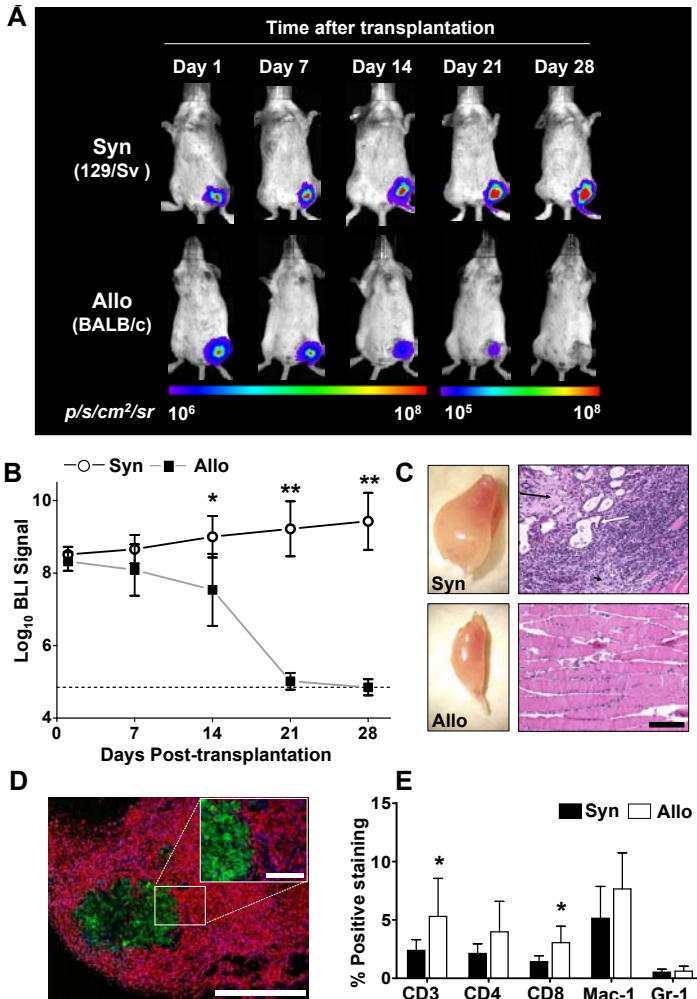 A
Time after transplantation
Day 1 Day 7 Day 14 Day 21 Day 28
Syn
(129/Sv )
Allo
(BALB/c)
p/s/cm²/sr 10⁶ 10⁸ 10⁵ 10⁸
B
Syn Allo
Log₁₀ BLI Signal
10
8
6
4
* ** **
0 7 14 21 28
Days Post-transplantation
C
Syn
Allo
D
E
Syn Allo
% Positive staining
15
10
5
0
* *
CD3 CD4 CD8 Mac-1 Gr-1